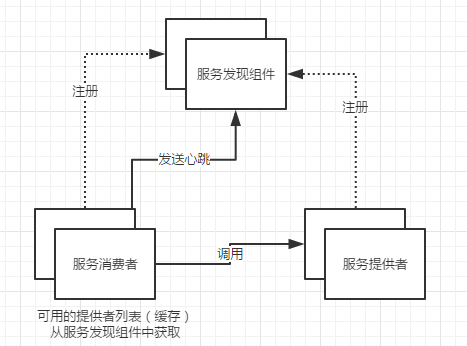 服务发现组件
注册
注册
发送心跳
调用
服务消费者
服务提供者
可用的提供者列表（缓存）
从服务发现组件中获取